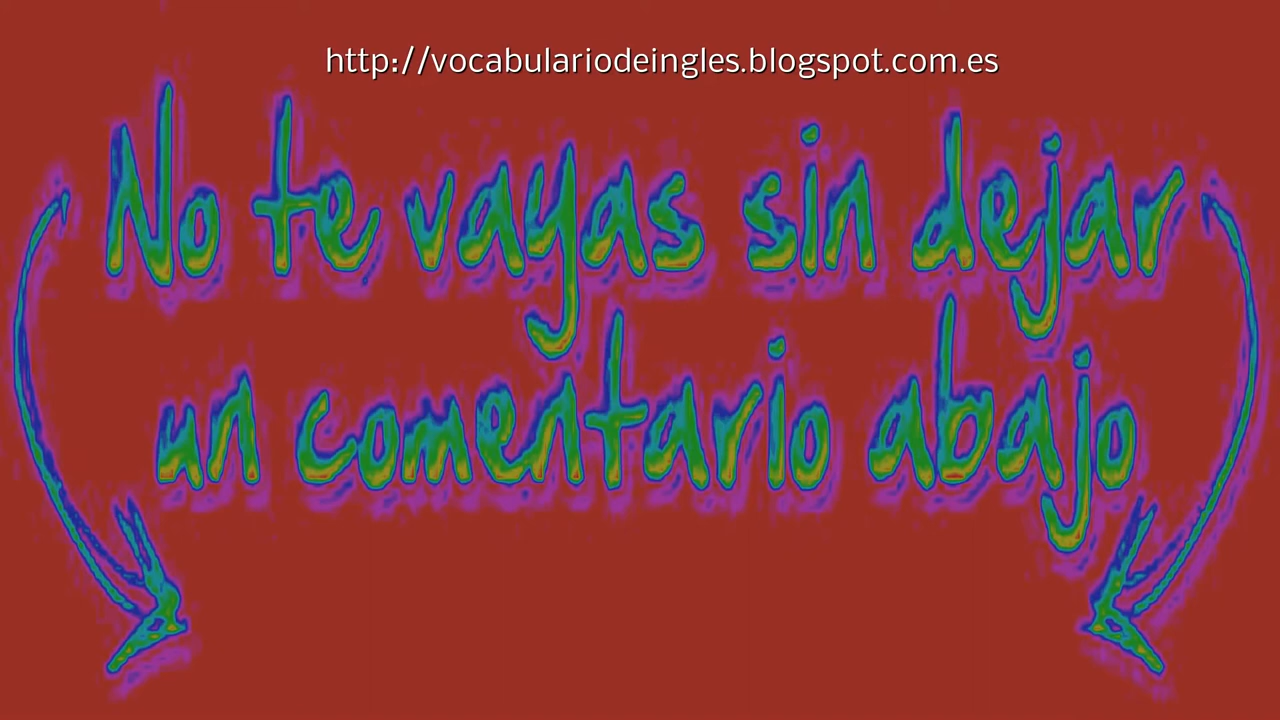 http://vocabulariodeingles.blogspot.com.es
No te vayas sin dejar
un comentario abajo